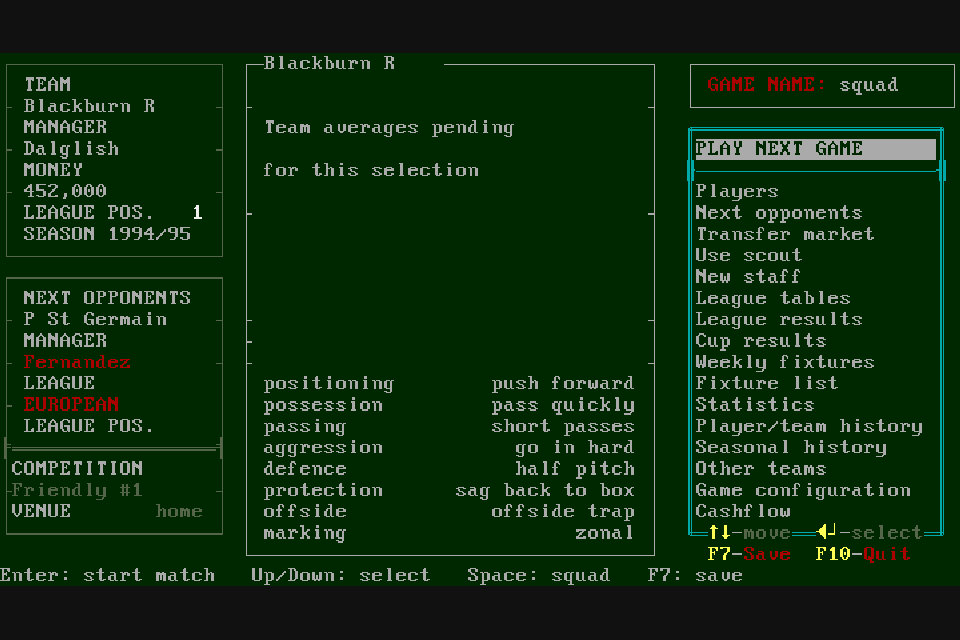 TEAM
Blackburn R
MANAGER
Dalglish
MONEY
452,000
LEAGUE POS. 1
SEASON 1994/95
NEXT OPPONENTS
P St Germain
MANAGER
Fernandez
LEAGUE
EUROPEAN
LEAGUE POS.
COMPETITION
Friendly #1
VENUE home
Blackburn R
Team averages pending
for this selection
positioning push forward
possession pass quickly
passing short passes
aggression go in hard
defence half pitch
protection sag back to box
offside offside trap
marking zonal
GAME NAME: squad
PLAY NEXT GAME
Players
Next opponents
Transfer market
Use scout
New staff
League tables
League results
Cup results
Weekly fixtures
Fixture list
Statistics
Player/team history
Seasonal history
Other teams
Game configuration
Cashflow
↑↓-move ◄┘-select
F7-Save F10-Quit
Enter: start match Up/Down: select Space: squad F7: save